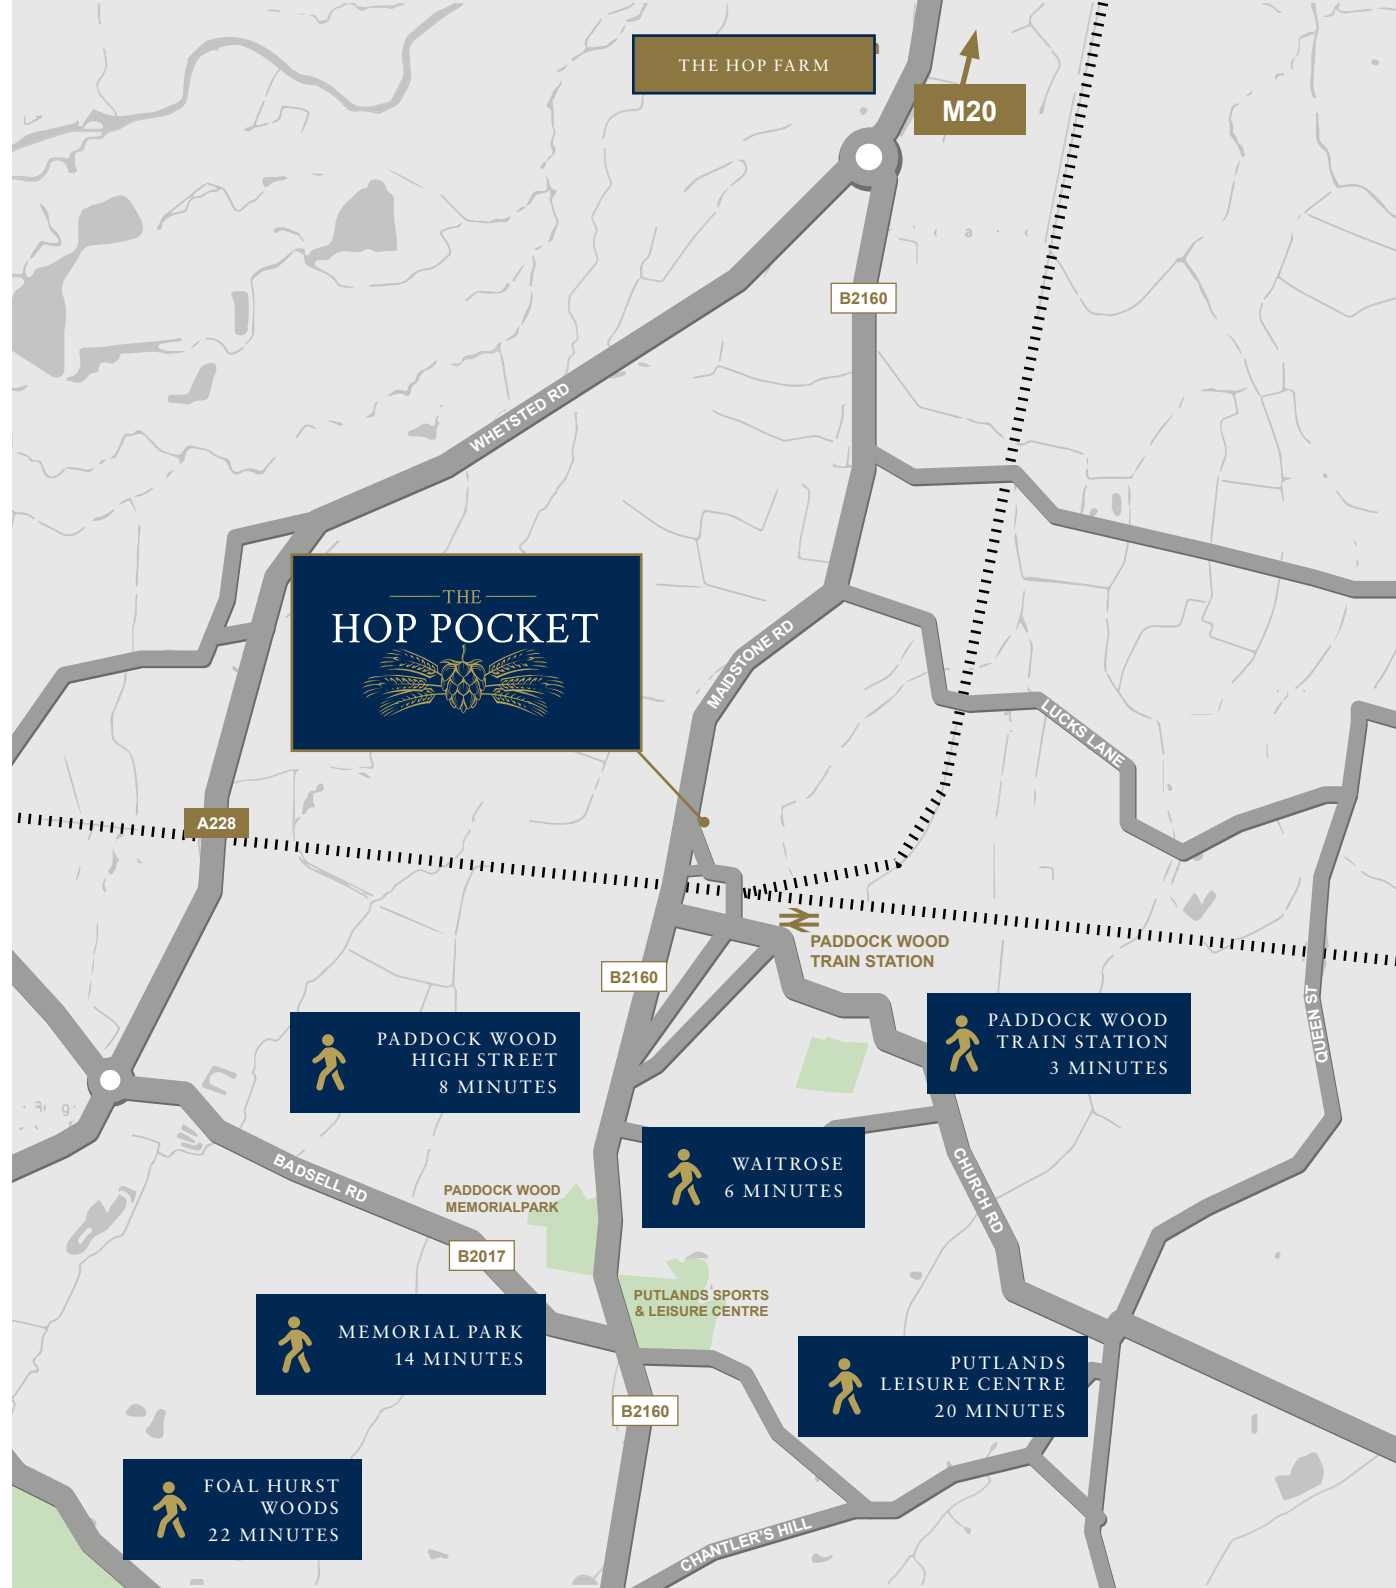 THE HOP FARM
M20
B2160
WHETSTED RD
THE
HOP POCKET
MAIDSTONE RD
LUCKS LANE
A228
PADDOCK WOOD
TRAIN STATION
B2160
QUEEN ST
PADDOCK WOOD
HIGH STREET
8 MINUTES
PADDOCK WOOD
TRAIN STATION
3 MINUTES
WAITROSE
6 MINUTES
BADSELL RD
CHURCH RD
PADDOCK WOOD
MEMORIALPARK
B2017
PUTLANDS SPORTS
& LEISURE CENTRE
MEMORIAL PARK
14 MINUTES
PUTLANDS
LEISURE CENTRE
20 MINUTES
B2160
FOAL HURST
WOODS
22 MINUTES
CHANTLER'S HILL